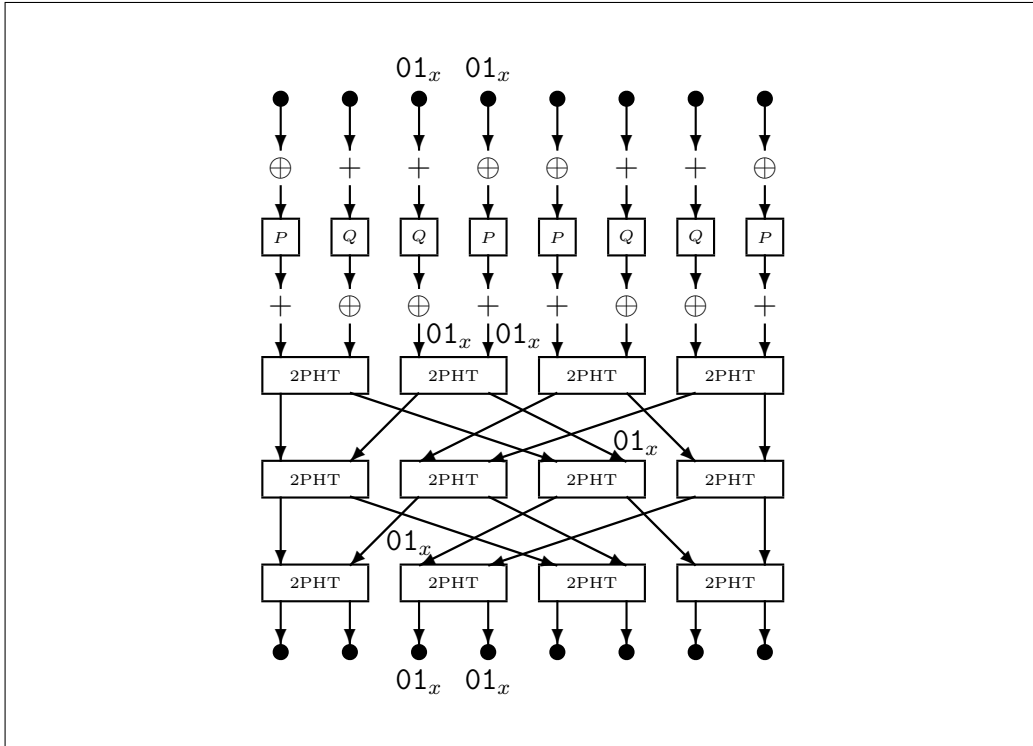 01ₓ 01ₓ
⊕ + + ⊕ ⊕ + + ⊕
P Q Q P P Q Q P
+ ⊕ ⊕ + + ⊕ ⊕ +
01ₓ 01ₓ
2PHT 2PHT 2PHT 2PHT
01ₓ
2PHT 2PHT 2PHT 2PHT
01ₓ
2PHT 2PHT 2PHT 2PHT
01ₓ 01ₓ